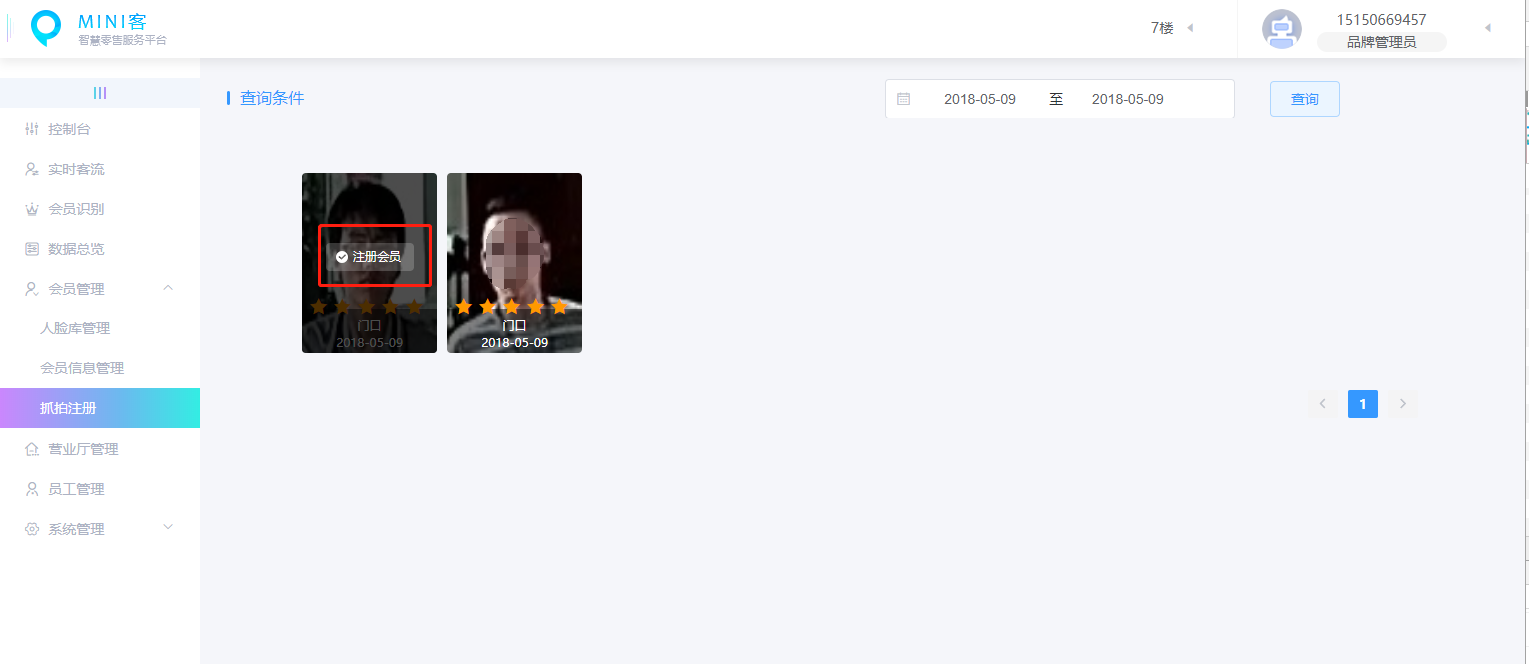 MINI客
智慧零售服务平台
7楼
15150669457
品牌管理员
控制台
实时客流
会员识别
数据总览
会员管理
人脸库管理
会员信息管理
抓拍注册
营业厅管理
员工管理
系统管理
查询条件
2018-05-09 至 2018-05-09
查询
注册会员
门口
2018-05-09
门口
2018-05-09
1